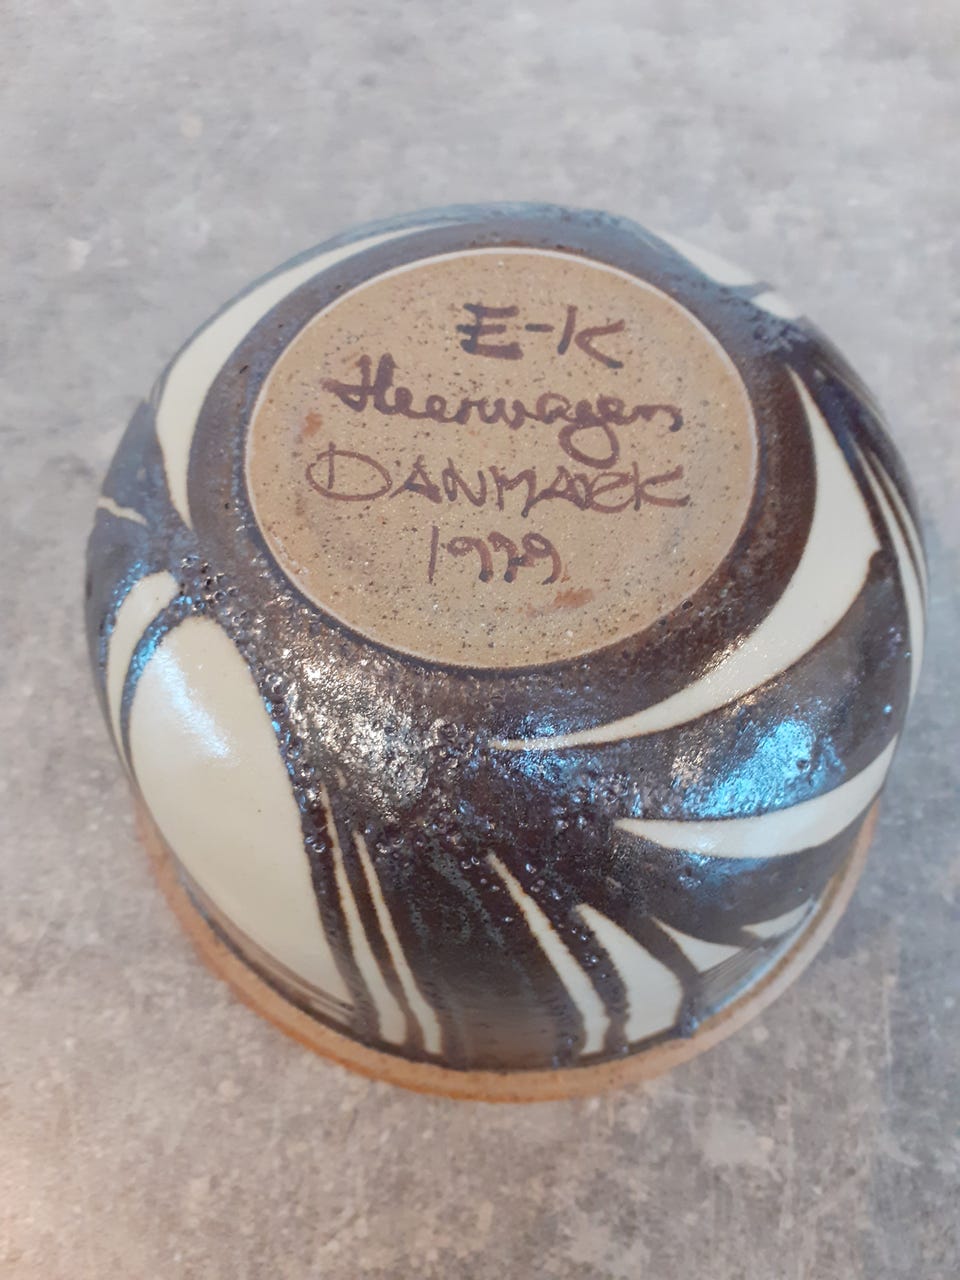 E-K
Heerwagen
DANMARK
1979